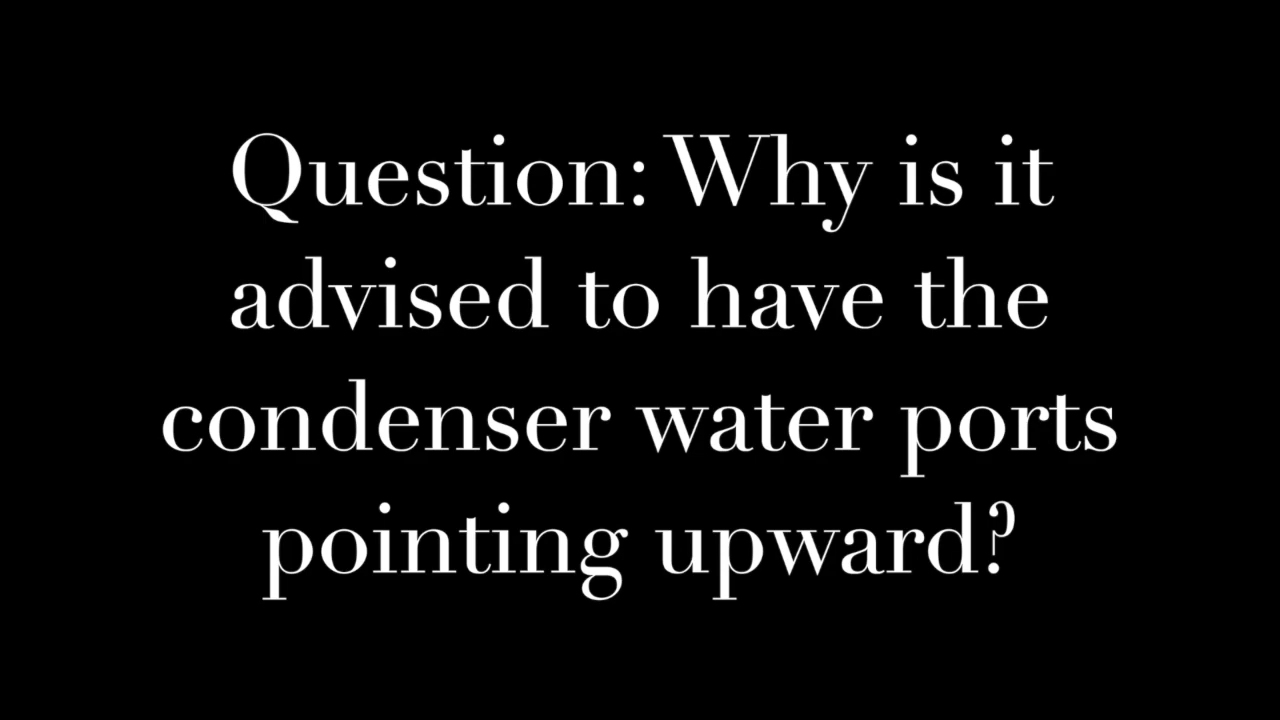 Question: Why is it
advised to have the
condenser water ports
pointing upward?